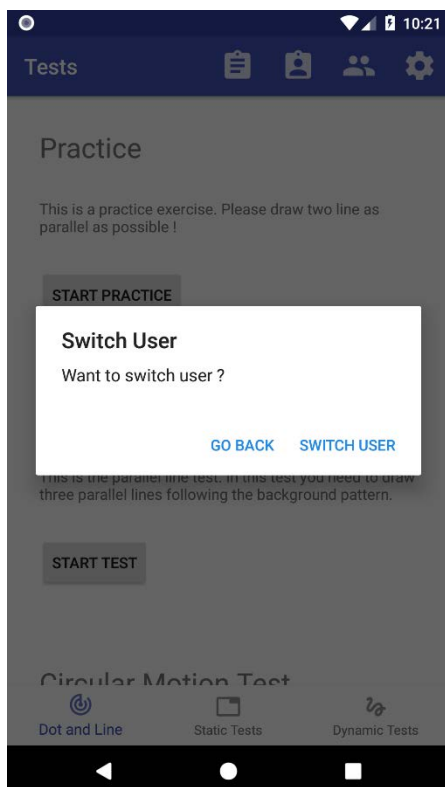 10:21
Tests
Practice
This is a practice exercise. Please draw two line as
parallel as possible !
START PRACTICE
Switch User
Want to switch user ?
GO BACK SWITCH USER
This is the parallel line test. In this test you need to draw
three parallel lines following the background pattern.
START TEST
Circular Motion Test
Dot and Line Static Tests Dynamic Tests